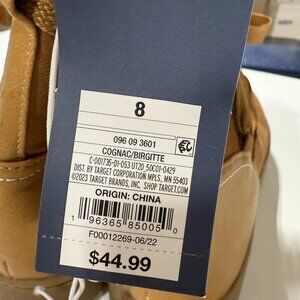 8
096 09 3601
COGNAC/BIRGITTE
C-001735-01-053 UT20_50C01-0429
DIST. BY TARGET CORPORATION MPLS, MN 55403
©2023 TARGET BRANDS, INC. SHOP TARGET.COM
ORIGIN: CHINA
1 96365 85005 0
F00012269-06/22
$44.99